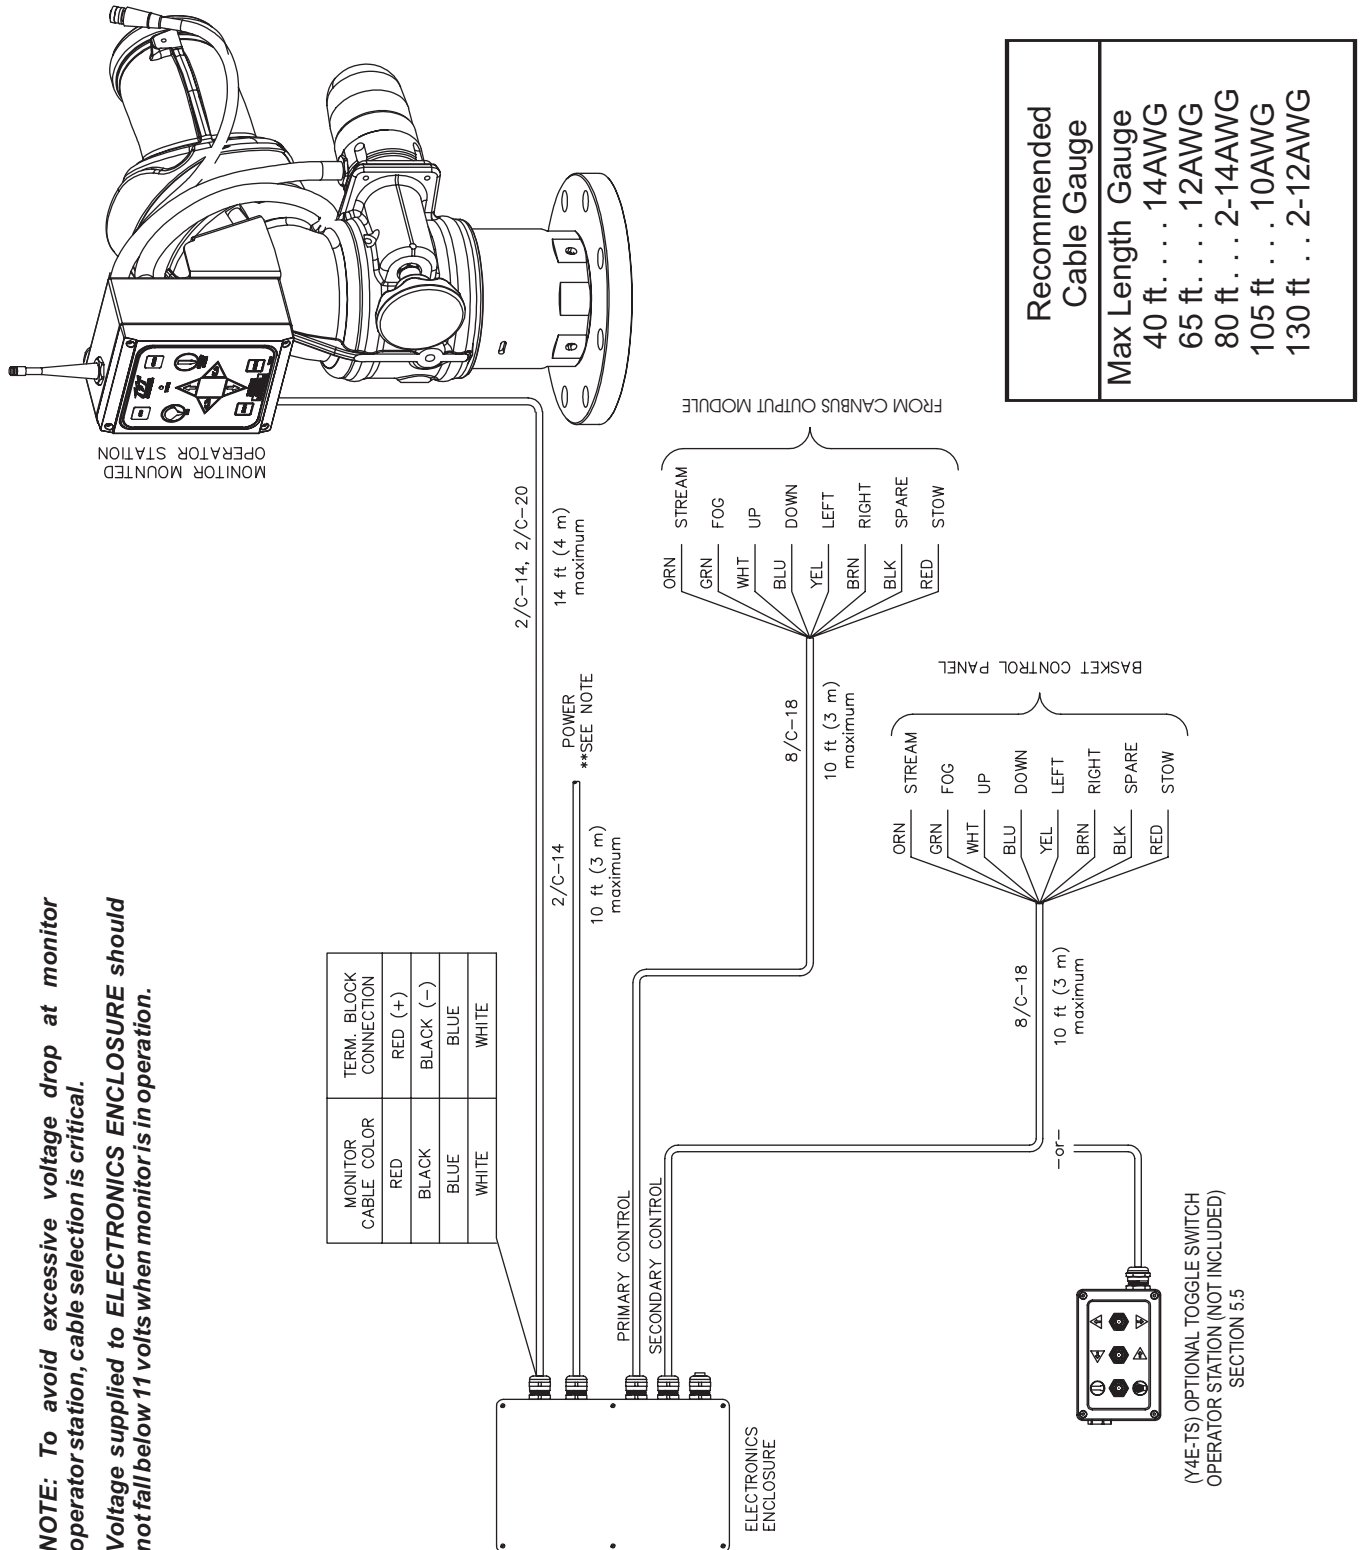 NOTE: To avoid excessive voltage drop at monitor
operator station, cable selection is critical.
Voltage supplied to ELECTRONICS ENCLOSURE should
not fall below 11 volts when monitor is in operation.
MONITOR MOUNTED
OPERATOR STATION
Recommended
Cable Gauge
Max Length Gauge
40 ft. . . . . 14AWG
65 ft. . . . . 12AWG
80 ft. . . 2-14AWG
105 ft . . . . 10AWG
130 ft . . 2-12AWG
2/C-14, 2/C-20
14 ft (4 m)
maximum
POWER
**SEE NOTE
2/C-14
10 ft (3 m)
maximum
MONITOR
CABLE COLOR
TERM. BLOCK
CONNECTION
RED
RED (+)
BLACK
BLACK (-)
BLUE
BLUE
WHITE
WHITE
FROM CANBUS OUTPUT MODULE
ORN STREAM
GRN FOG
WHT UP
BLU DOWN
YEL LEFT
BRN RIGHT
BLK SPARE
RED STOW
8/C-18
10 ft (3 m)
maximum
BASKET CONTROL PANEL
ORN STREAM
GRN FOG
WHT UP
BLU DOWN
YEL LEFT
BRN RIGHT
BLK SPARE
RED STOW
8/C-18
10 ft (3 m)
maximum
PRIMARY CONTROL
SECONDARY CONTROL
-or-
ELECTRONICS
ENCLOSURE
(Y4E-TS) OPTIONAL TOGGLE SWITCH
OPERATOR STATION (NOT INCLUDED)
SECTION 5.5